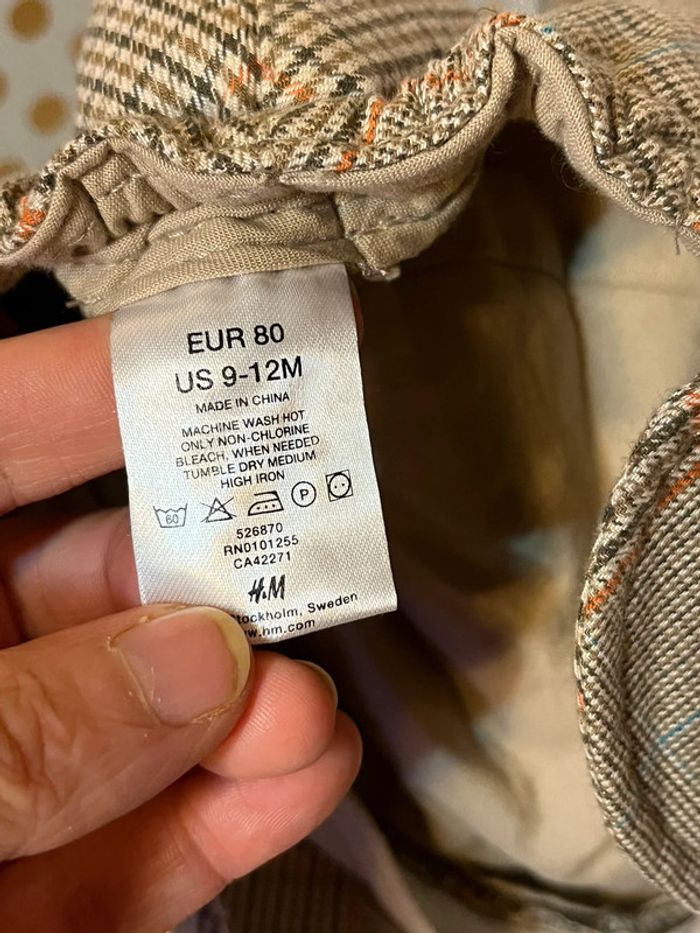 EUR 80
US 9-12M
MADE IN CHINA
MACHINE WASH HOT
ONLY NON-CHLORINE
BLEACH, WHEN NEEDED
TUMBLE DRY MEDIUM
HIGH IRON
60 P
526870
RN0101255
CA42271
H&M
Sweden